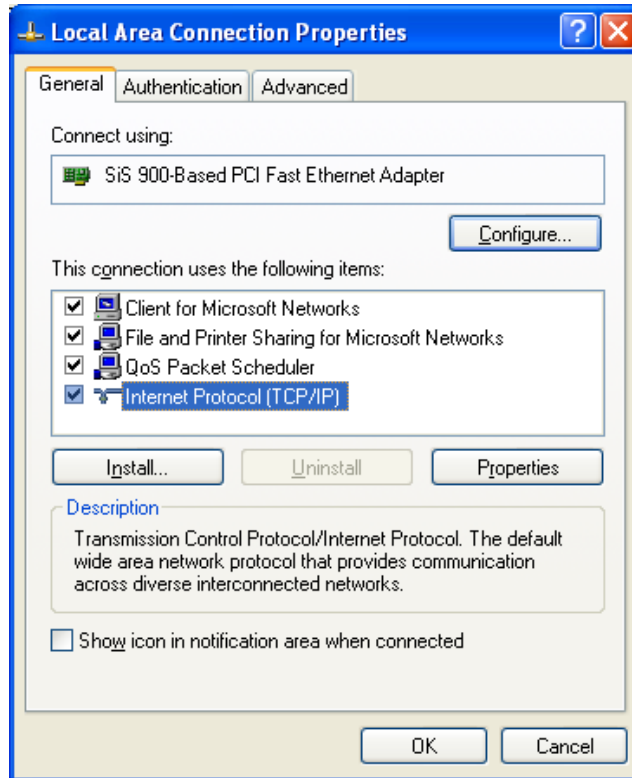 Local Area Connection Properties
General Authentication Advanced
Connect using:
SiS 900-Based PCI Fast Ethernet Adapter
Configure...
This connection uses the following items:
Client for Microsoft Networks
File and Printer Sharing for Microsoft Networks
QoS Packet Scheduler
Internet Protocol (TCP/IP)
Install... Uninstall Properties
Description
Transmission Control Protocol/Internet Protocol. The default
wide area network protocol that provides communication
across diverse interconnected networks.
Show icon in notification area when connected
OK Cancel